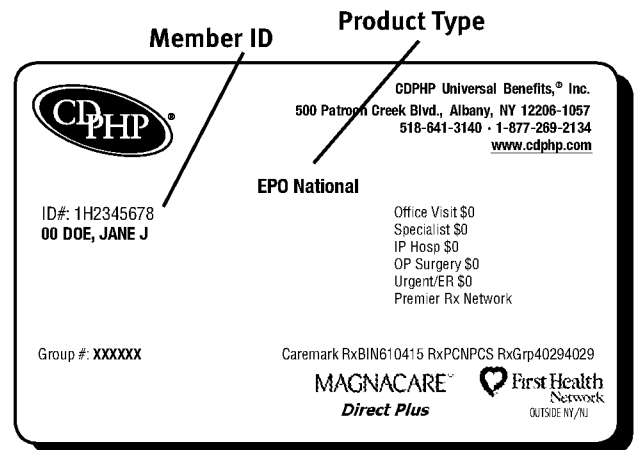 Member ID
Product Type
CDPHP®
CDPHP Universal Benefits,® Inc.
500 Patroon Creek Blvd., Albany, NY 12206-1057
518-641-3140 · 1-877-269-2134
www.cdphp.com
EPO National
ID#: 1H2345678
00 DOE, JANE J
Office Visit $0
Specialist $0
IP Hosp $0
OP Surgery $0
Urgent/ER $0
Premier Rx Network
Group #: XXXXXX
Caremark RxBIN610415 RxPCNPCS RxGrp40294029
MAGNACARE
Direct Plus
First Health
Network
OUTSIDE NY/NJ